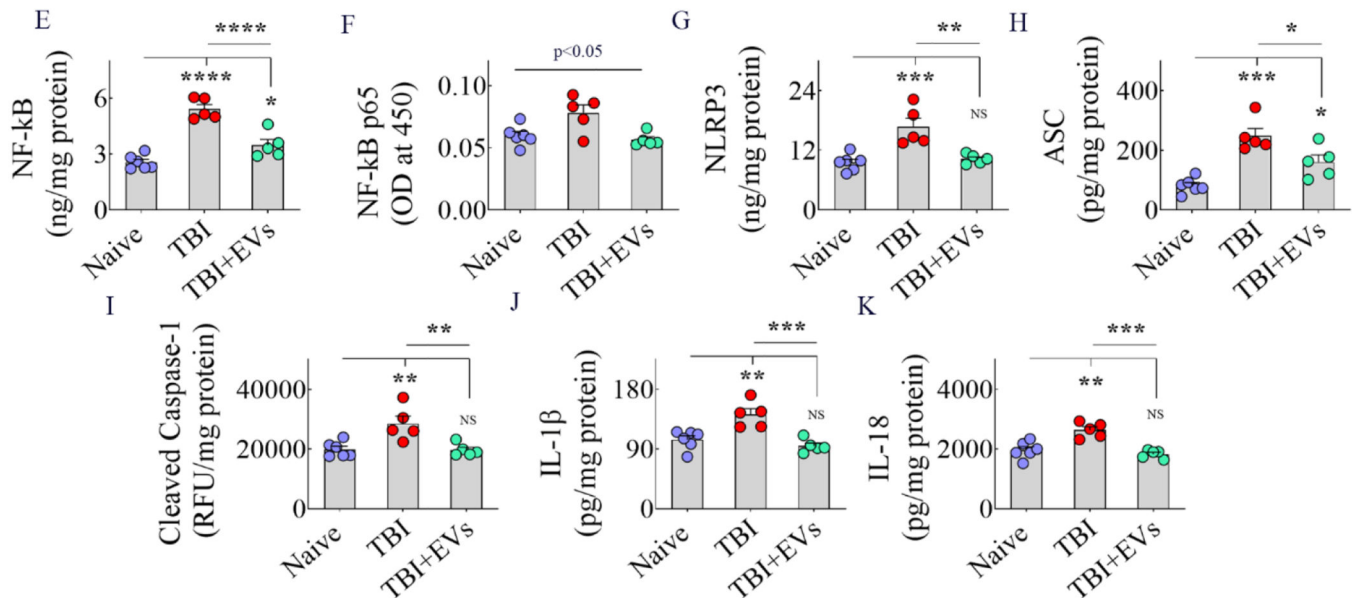 E
****
****
*
NF-kB
(ng/mg protein)
6
3
0
Naive
TBI
TBI+EVs
F
p<0.05
NF-kB p65
(OD at 450)
0.10
0.05
0.00
Naive
TBI
TBI+EVs
G
**
***
NS
NLRP3
(ng/mg protein)
24
12
0
Naive
TBI
TBI+EVs
H
*
***
*
ASC
(pg/mg protein)
400
200
0
Naive
TBI
TBI+EVs
I
**
**
NS
Cleaved Caspase-1
(RFU/mg protein)
40000
20000
0
Naive
TBI
TBI+EVs
J
***
**
NS
IL-1β
(pg/mg protein)
180
90
0
Naive
TBI
TBI+EVs
K
***
**
NS
IL-18
(pg/mg protein)
4000
2000
0
Naive
TBI
TBI+EVs